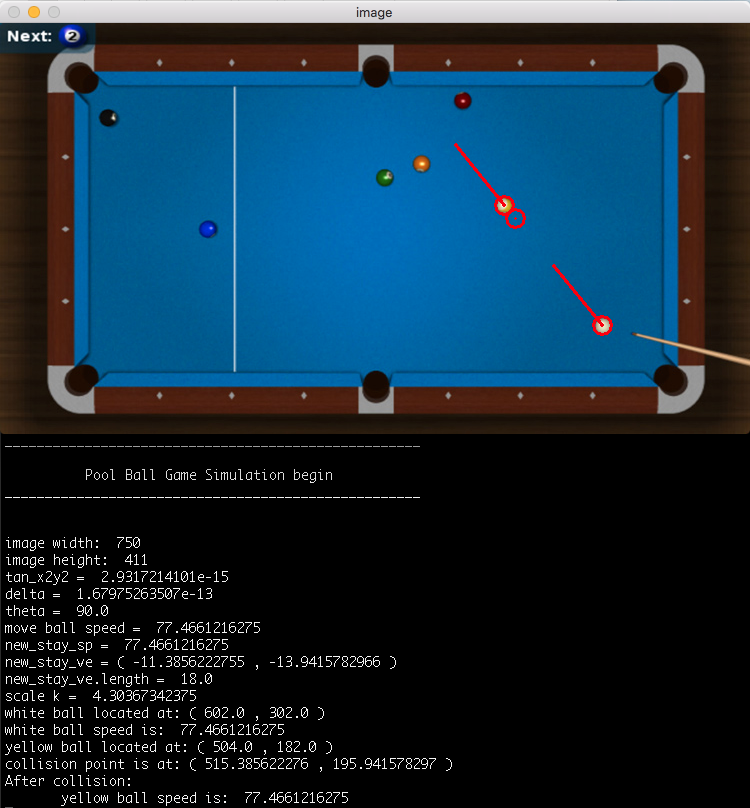 image
Next: 2
Pool Ball Game Simulation begin
image width:  750
image height:  411
tan_x2y2 =  2.9317214101e-15
delta =  1.67975263507e-13
theta =  90.0
move ball speed =  77.4661216275
new_stay_sp =  77.4661216275
new_stay_ve = ( -11.3856222755 , -13.9415782966 )
new_stay_ve.length =  18.0
scale k =  4.30367342375
white ball located at: ( 602.0 , 302.0 )
white ball speed is:  77.4661216275
yellow ball located at: ( 504.0 , 182.0 )
collision point is at: ( 515.385622276 , 195.941578297 )
After collision:
yellow ball speed is:  77.4661216275